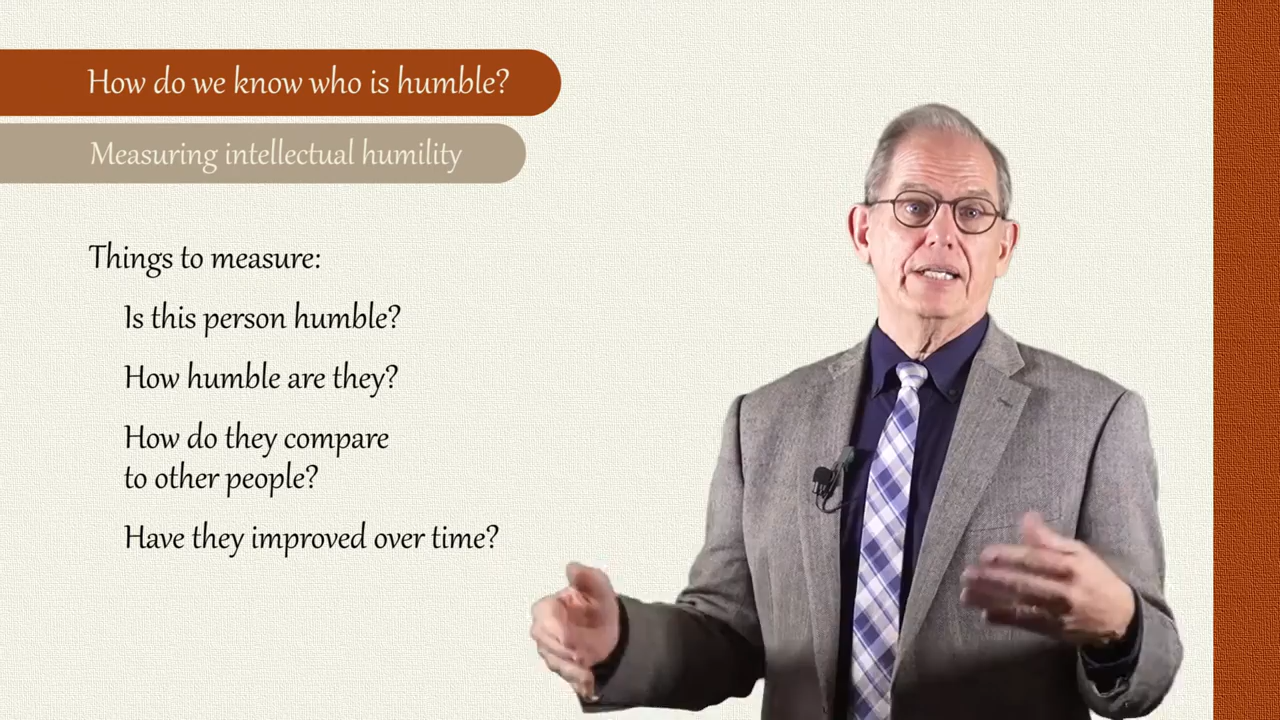 How do we know who is humble?
Measuring intellectual humility
Things to measure:
Is this person humble?
How humble are they?
How do they compare
to other people?
Have they improved over time?